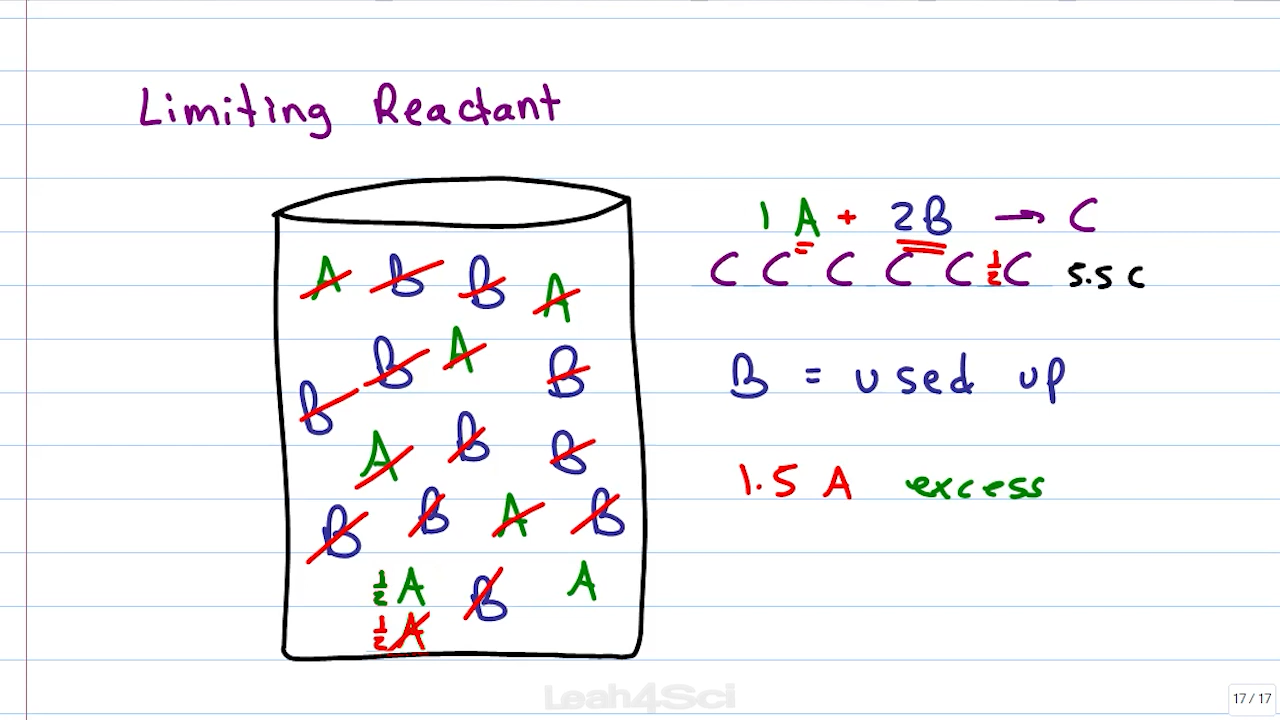 Limiting Reactant
1 A + 2B → C
C C C C C ½C 5.5 C
B = used up
1.5 A excess
A B B A
B A B
B
A B B
B B A B
½A B A
½A
Leah4Sci
17/17